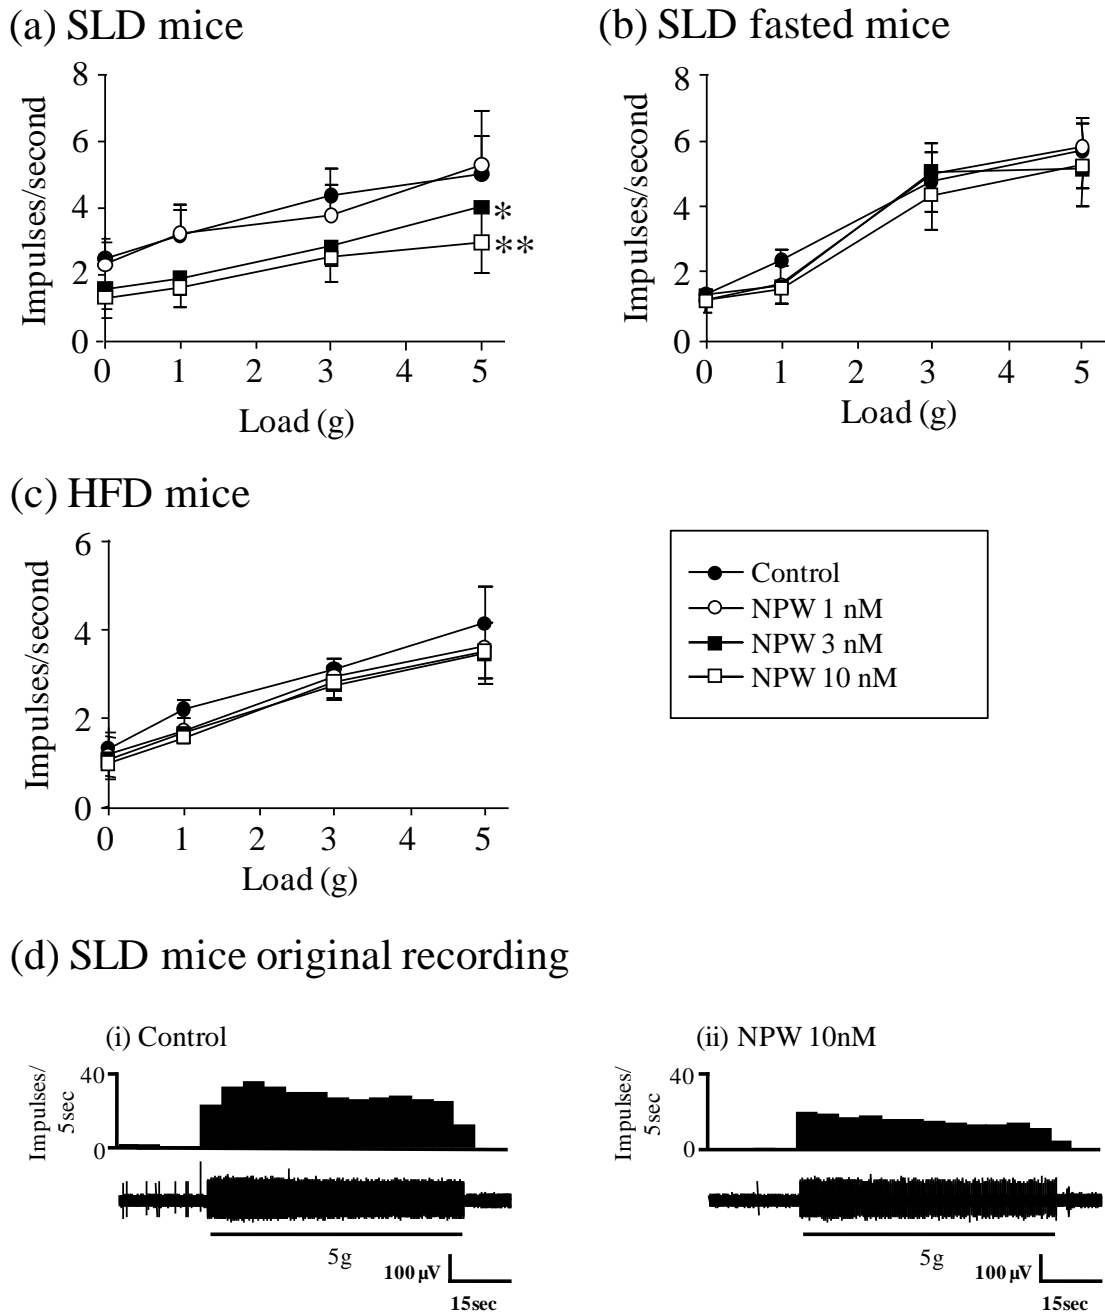 (a) SLD mice
(b) SLD fasted mice
8
6
4
2
0
Impulses/second
0 1 2 3 4 5
Load (g)
*
**
8
6
4
2
0
Impulses/second
0 1 2 3 4 5
Load (g)
(c) HFD mice
6
4
2
0
Impulses/second
0 1 2 3 4 5
Load (g)
Control
NPW 1 nM
NPW 3 nM
NPW 10 nM
(d) SLD mice original recording
(i) Control
Impulses/
5sec
40
0
5g
100 µV
15sec
(ii) NPW 10nM
Impulses/
5sec
40
0
5g
100 µV
15sec